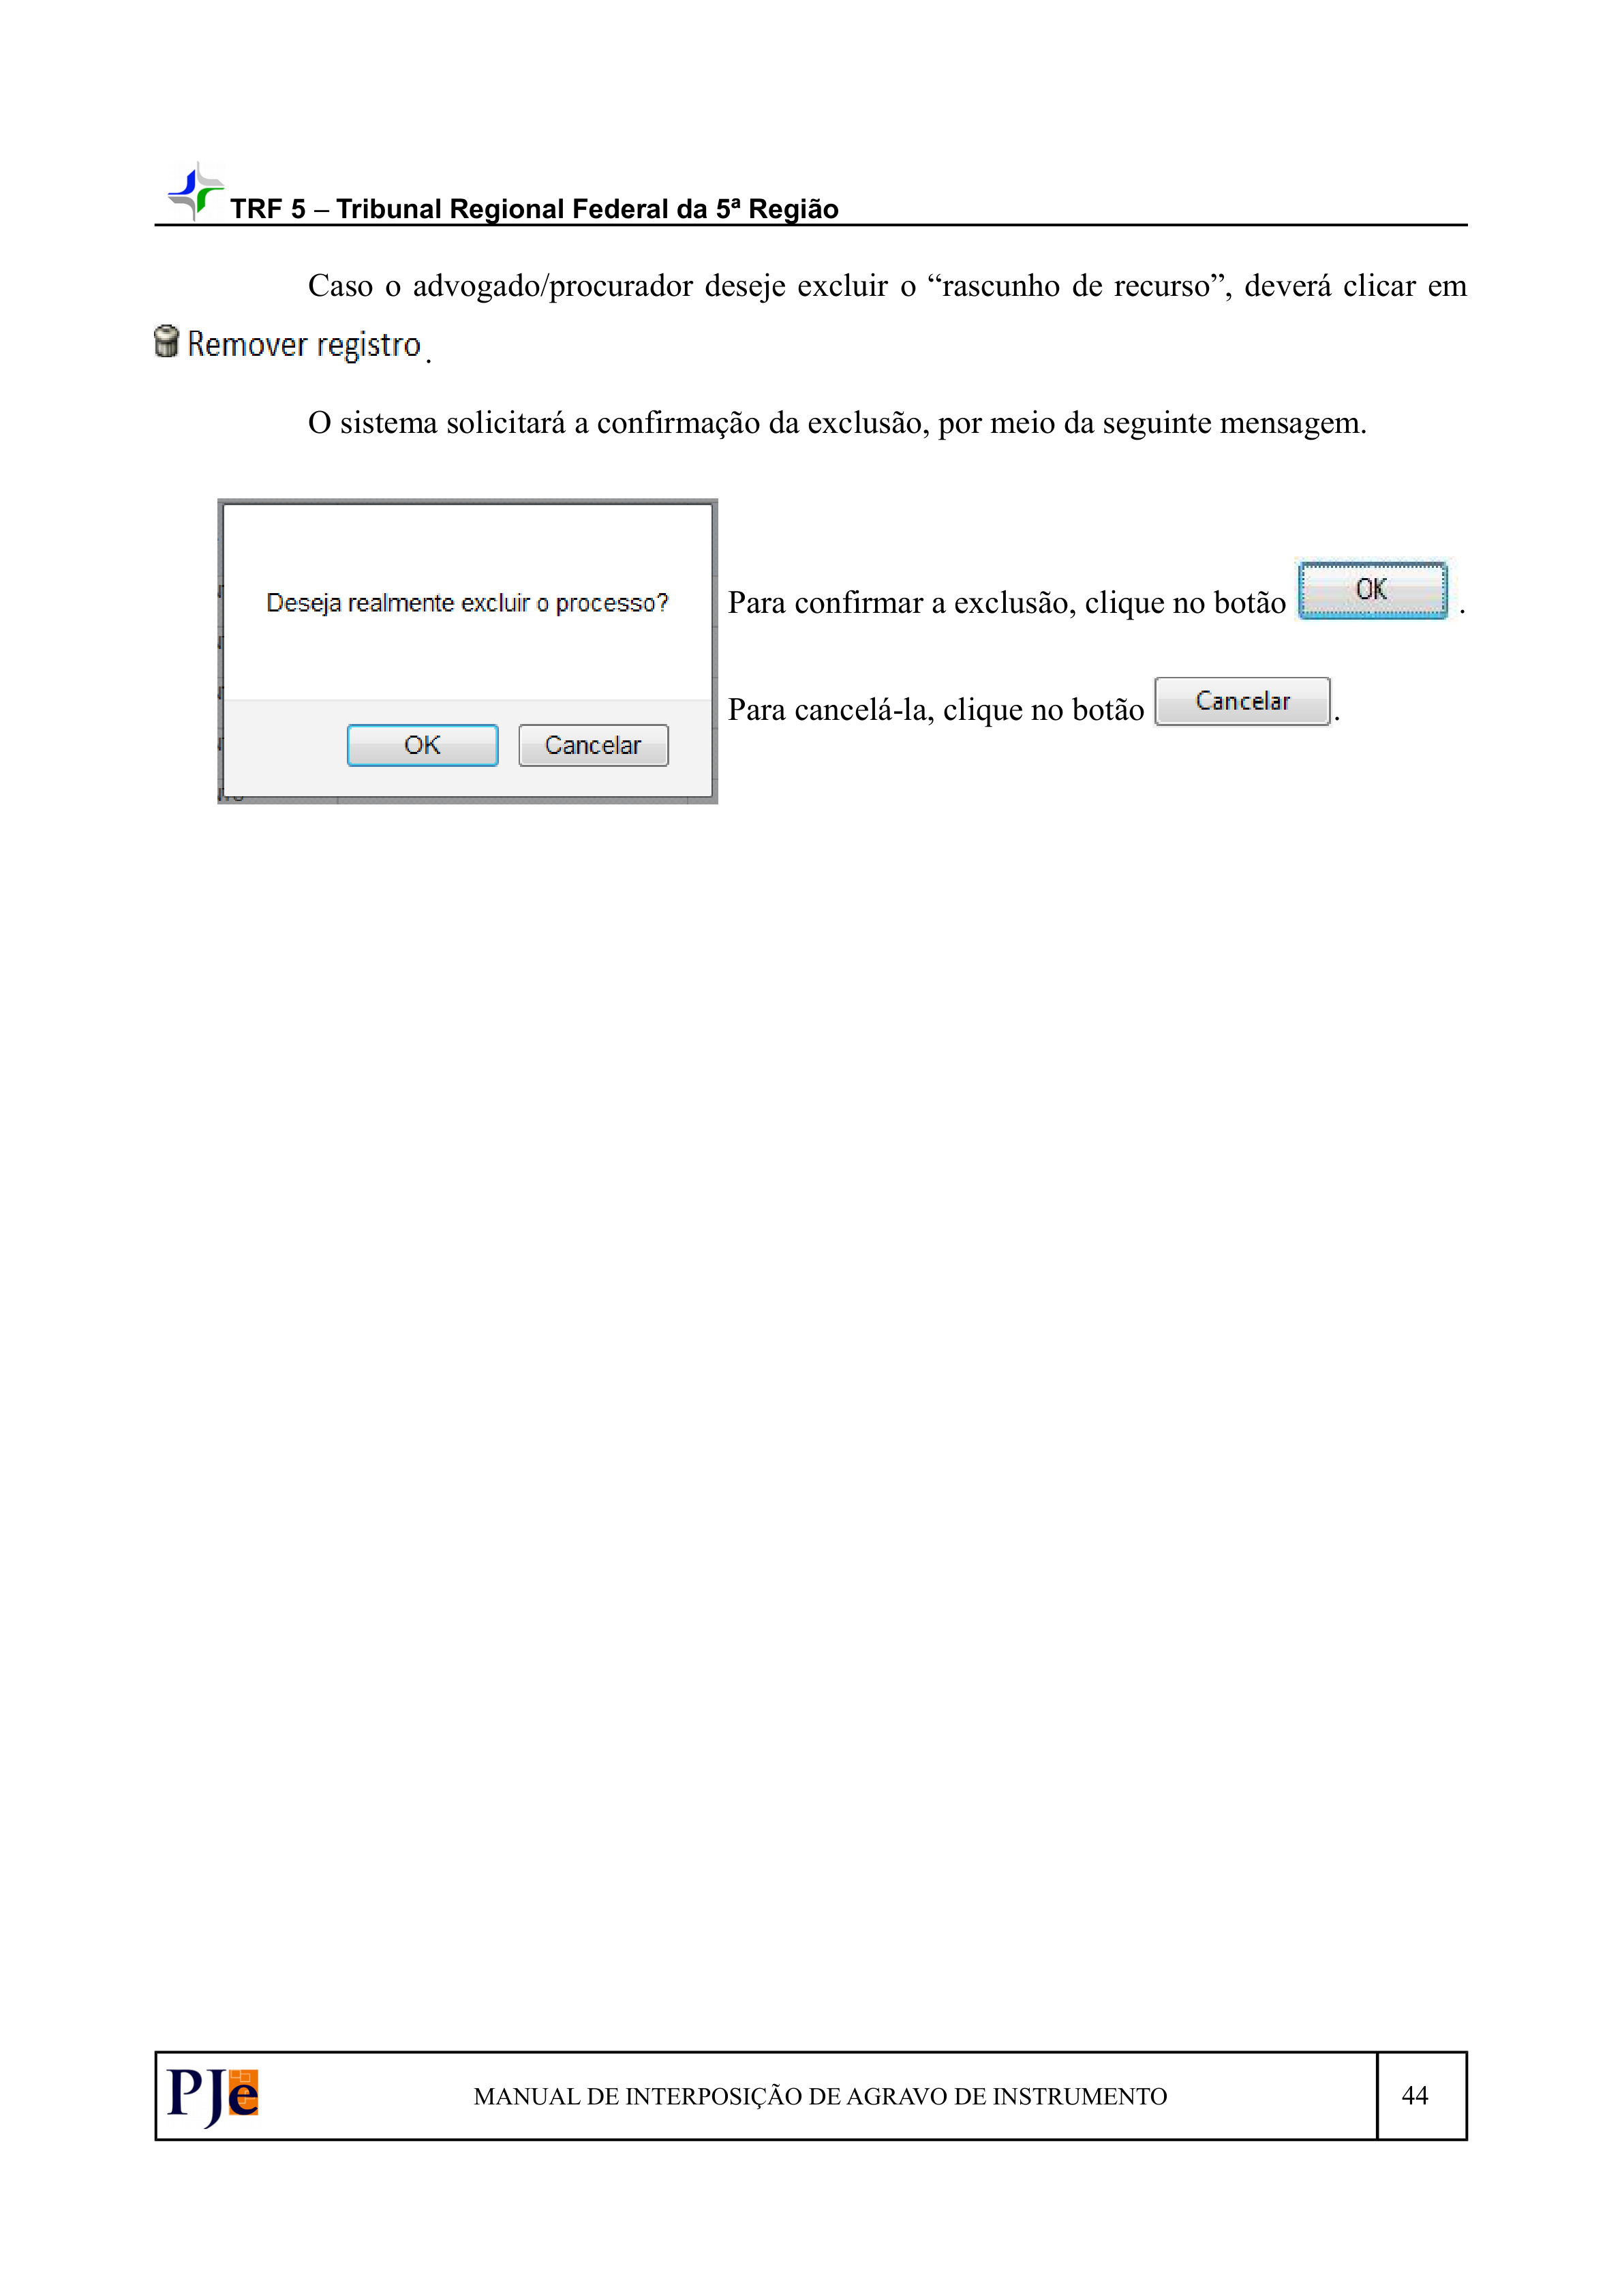 TRF 5 – Tribunal Regional Federal da 5ª Região
Caso o advogado/procurador deseje excluir o “rascunho de recurso”, deverá clicar em
Remover registro.
O sistema solicitará a confirmação da exclusão, por meio da seguinte mensagem.
Deseja realmente excluir o processo?
OK Cancelar
Para confirmar a exclusão, clique no botão OK .
Para cancelá-la, clique no botão Cancelar .
PJe
MANUAL DE INTERPOSIÇÃO DE AGRAVO DE INSTRUMENTO
44